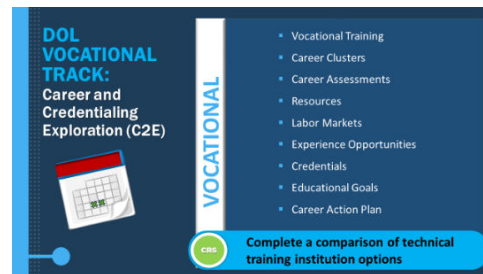 DOL
VOCATIONAL
TRACK:
Career and
Credentialing
Exploration (C2E)
VOCATIONAL
Vocational Training
Career Clusters
Career Assessments
Resources
Labor Markets
Experience Opportunities
Credentials
Educational Goals
Career Action Plan
CRS
Complete a comparison of technical
training institution options